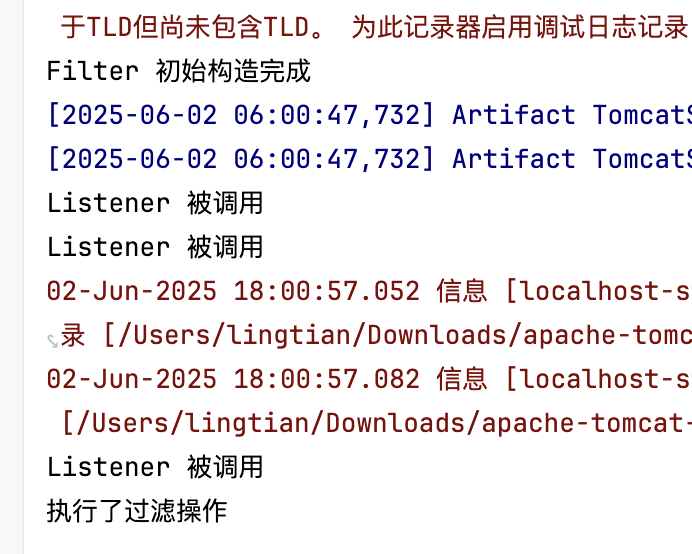 于TLD但尚未包含TLD。 为此记录器启用调试日志记录
Filter 初始构造完成
[2025-06-02 06:00:47,732] Artifact TomcatS
[2025-06-02 06:00:47,732] Artifact TomcatS
Listener 被调用
Listener 被调用
02-Jun-2025 18:00:57.052 信息 [localhost-s
录 [/Users/lingtian/Downloads/apache-tomc
02-Jun-2025 18:00:57.082 信息 [localhost-s
[/Users/lingtian/Downloads/apache-tomcat-
Listener 被调用
执行了过滤操作